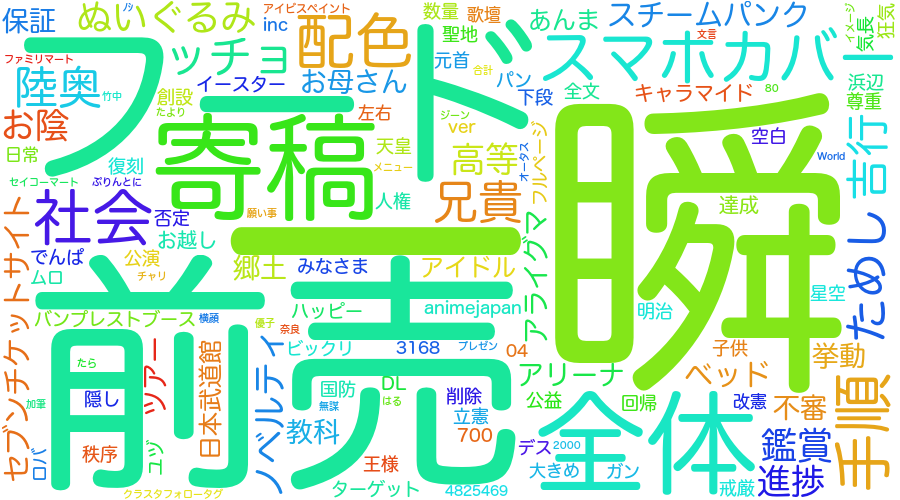 一瞬
前売
フード
寄稿
全体
社会
配色
スマホカバー
手順
ぬいぐるみ
ためし
苦行
陸奥
兄貴
ッチョ
お陰
スチームパンク
鑑賞
進捗
保証
アイビスペイント
inc
イースター
お母さん
ファミリマート
竹中
創設
たより
日常
復刻
左右
天皇
ver
メニュー
人権
願い事
セイコーマート
ぷりんとに
否定
お越し
でんぱ
公演
チャリ
ムロ
郷土
みなさま
アイドル
高等
数量
聖地
歌壇
元首
あんま
パン
下段
全文
合計
ジーン
オータス
フルページ
キャラマイド
文言
80
空白
World
浜辺
尊重
気長
イメージ
狂気
達成
星空
明治
子供
挙動
ベッド
アリーナ
アライグマ
animejapan
ハッピー
バンプレストブース
横顔
優子
奈良
ビックリ
3168
プレゼン
04
DL
はる
国防
無謀
教科
立憲
削除
700
王様
ターゲット
4825469
デス
2000
大きめ
ガン
公益
回帰
改憲
不審
戒厳
セブンチケットサイト
ロバ
加筆
隠し
たら
秩序
ユッジ
ツアー
日本武道館
ノベルティ
クラスタフォロータグ